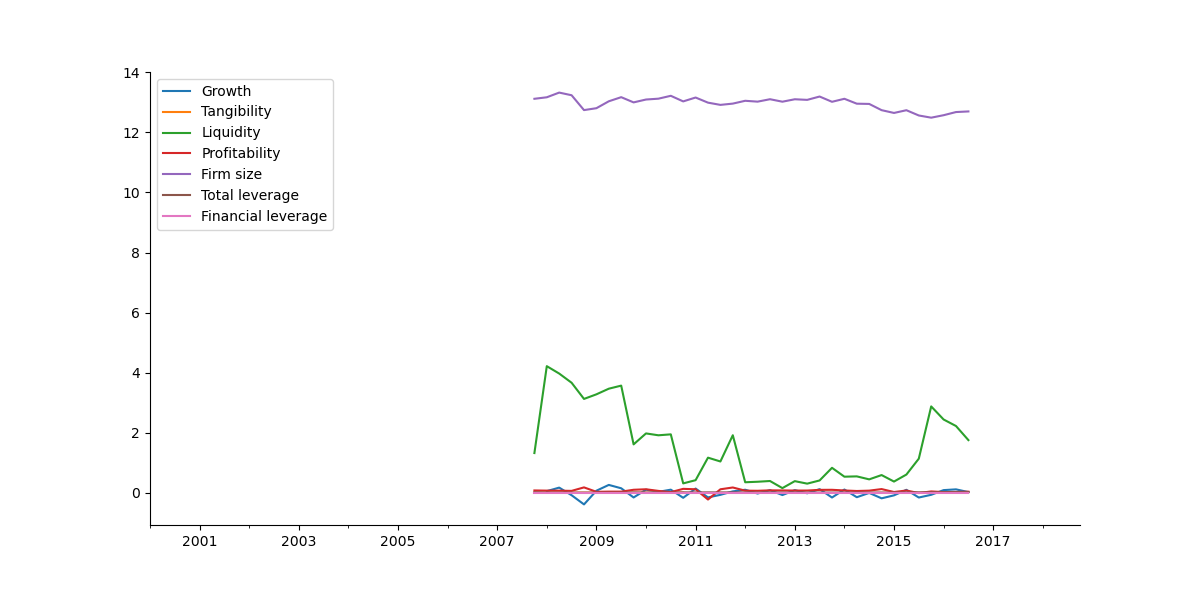 14
12
10
8
6
4
2
0
Growth
Tangibility
Liquidity
Profitability
Firm size
Total leverage
Financial leverage
2001 2003 2005 2007 2009 2011 2013 2015 2017